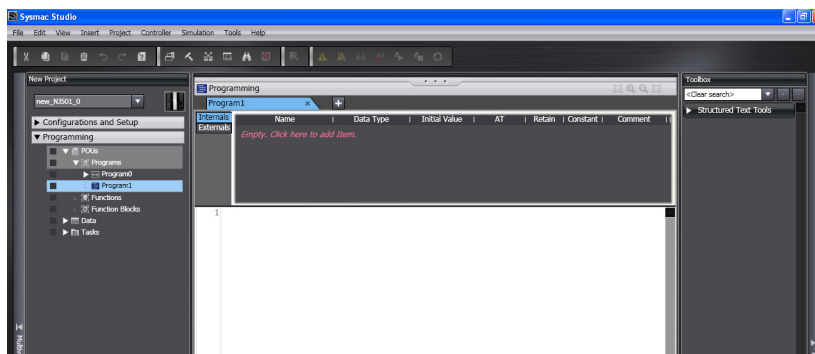 Sysmac Studio
File Edit View Insert Project Controller Simulation Tools Help
New Project
new_NJ501_0
Configurations and Setup
Programming
POUs
Programs
Program0
Program1
Functions
Function Blocks
Data
Tasks
Programming
Program1
Internals
Externals
Name Data Type Initial Value AT Retain Constant Comment
Empty. Click here to add Item.
1
Toolbox
<Clear search>
Structured Text Tools